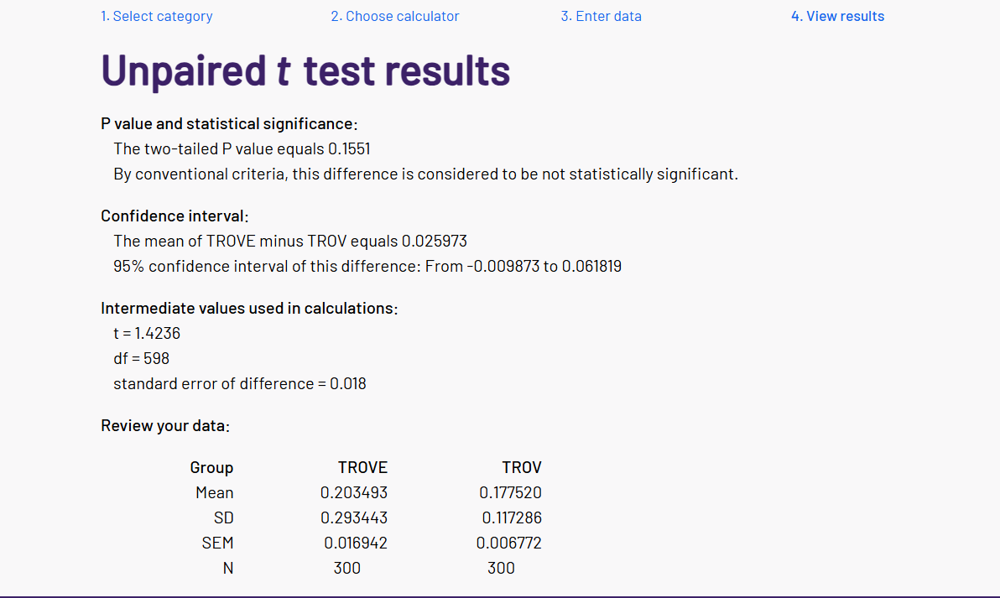 1. Select category 2. Choose calculator 3. Enter data 4. View results
Unpaired t test results
P value and statistical significance:
The two-tailed P value equals 0.1551
By conventional criteria, this difference is considered to be not statistically significant.
Confidence interval:
The mean of TROVE minus TROV equals 0.025973
95% confidence interval of this difference: From -0.009873 to 0.061819
Intermediate values used in calculations:
t = 1.4236
df = 598
standard error of difference = 0.018
Review your data:
Group TROVE TROV
Mean 0.203493 0.177520
SD 0.293443 0.117286
SEM 0.016942 0.006772
N 300 300